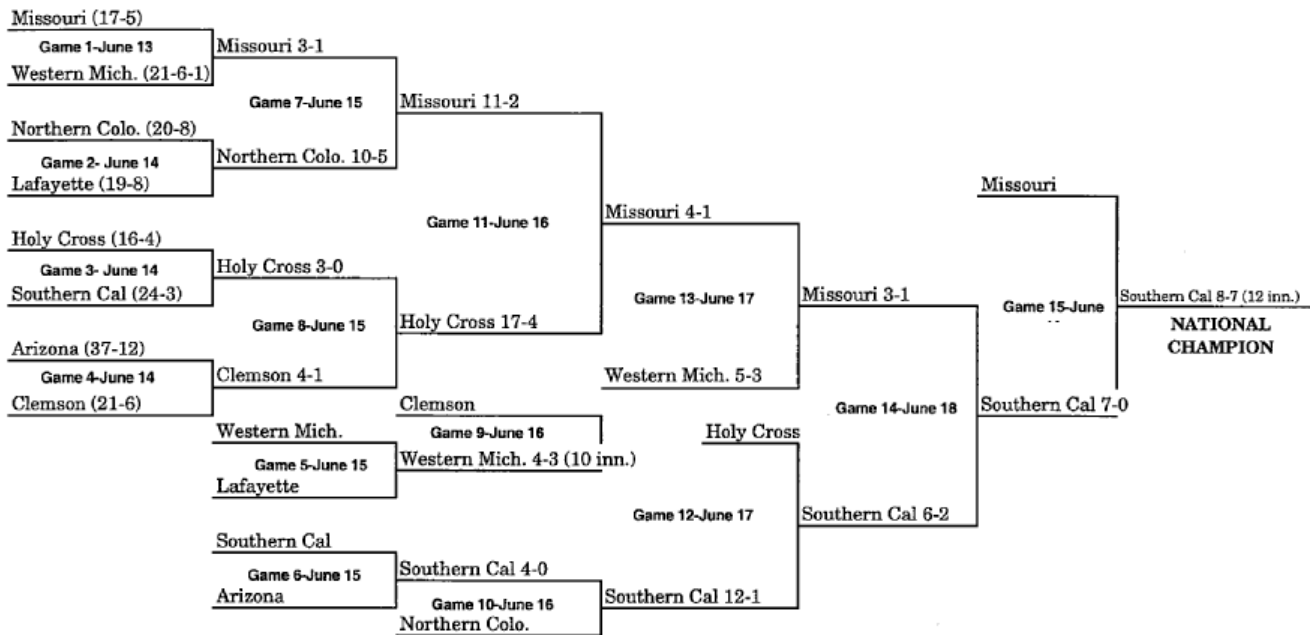 Missouri (17-5)
Game 1-June 13
Missouri 3-1
Western Mich. (21-6-1)
Game 7-June 15
Missouri 11-2
Northern Colo. (20-8)
Game 2- June 14
Northern Colo. 10-5
Lafayette (19-8)
Missouri
Game 11-June 16
Missouri 4-1
Holy Cross (16-4)
Game 3- June 14
Holy Cross 3-0
Southern Cal (24-3)
Game 13-June 17
Missouri 3-1
Game 15-June
Southern Cal 8-7 (12 inn.)
NATIONAL
CHAMPION
Game 8-June 15
Holy Cross 17-4
Arizona (37-12)
Game 4-June 14
Clemson 4-1
Western Mich. 5-3
Clemson (21-6)
Clemson
Game 14-June 18
Southern Cal 7-0
Western Mich.
Game 9-June 16
Holy Cross
Game 5-June 15
Western Mich. 4-3 (10 inn.)
Lafayette
Game 12-June 17
Southern Cal 6-2
Southern Cal
Game 6-June 15
Southern Cal 4-0
Arizona
Game 10-June 16
Southern Cal 12-1
Northern Colo.